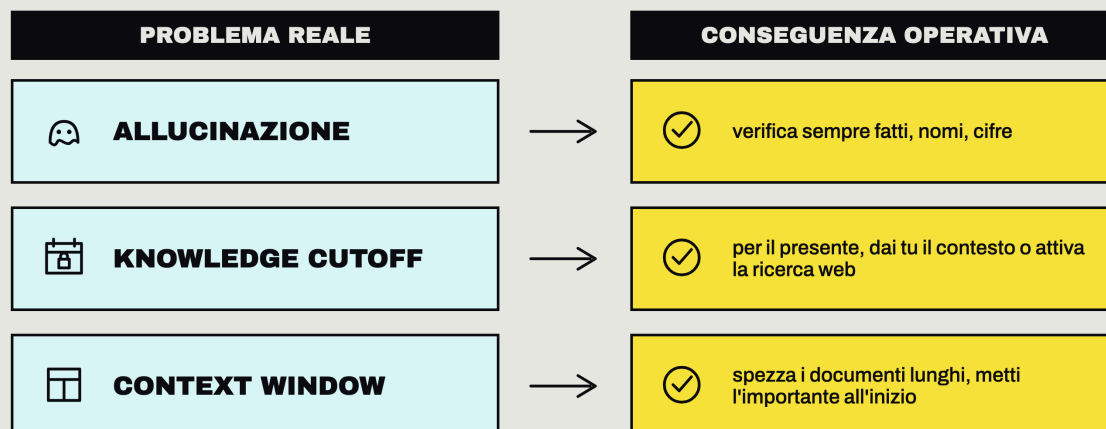 PROBLEMA REALE
CONSEGUENZA OPERATIVA
ALLUCINAZIONE
verifica sempre fatti, nomi, cifre
KNOWLEDGE CUTOFF
per il presente, dai tu il contesto o attiva
la ricerca web
CONTEXT WINDOW
spezza i documenti lunghi, metti
l'importante all'inizio